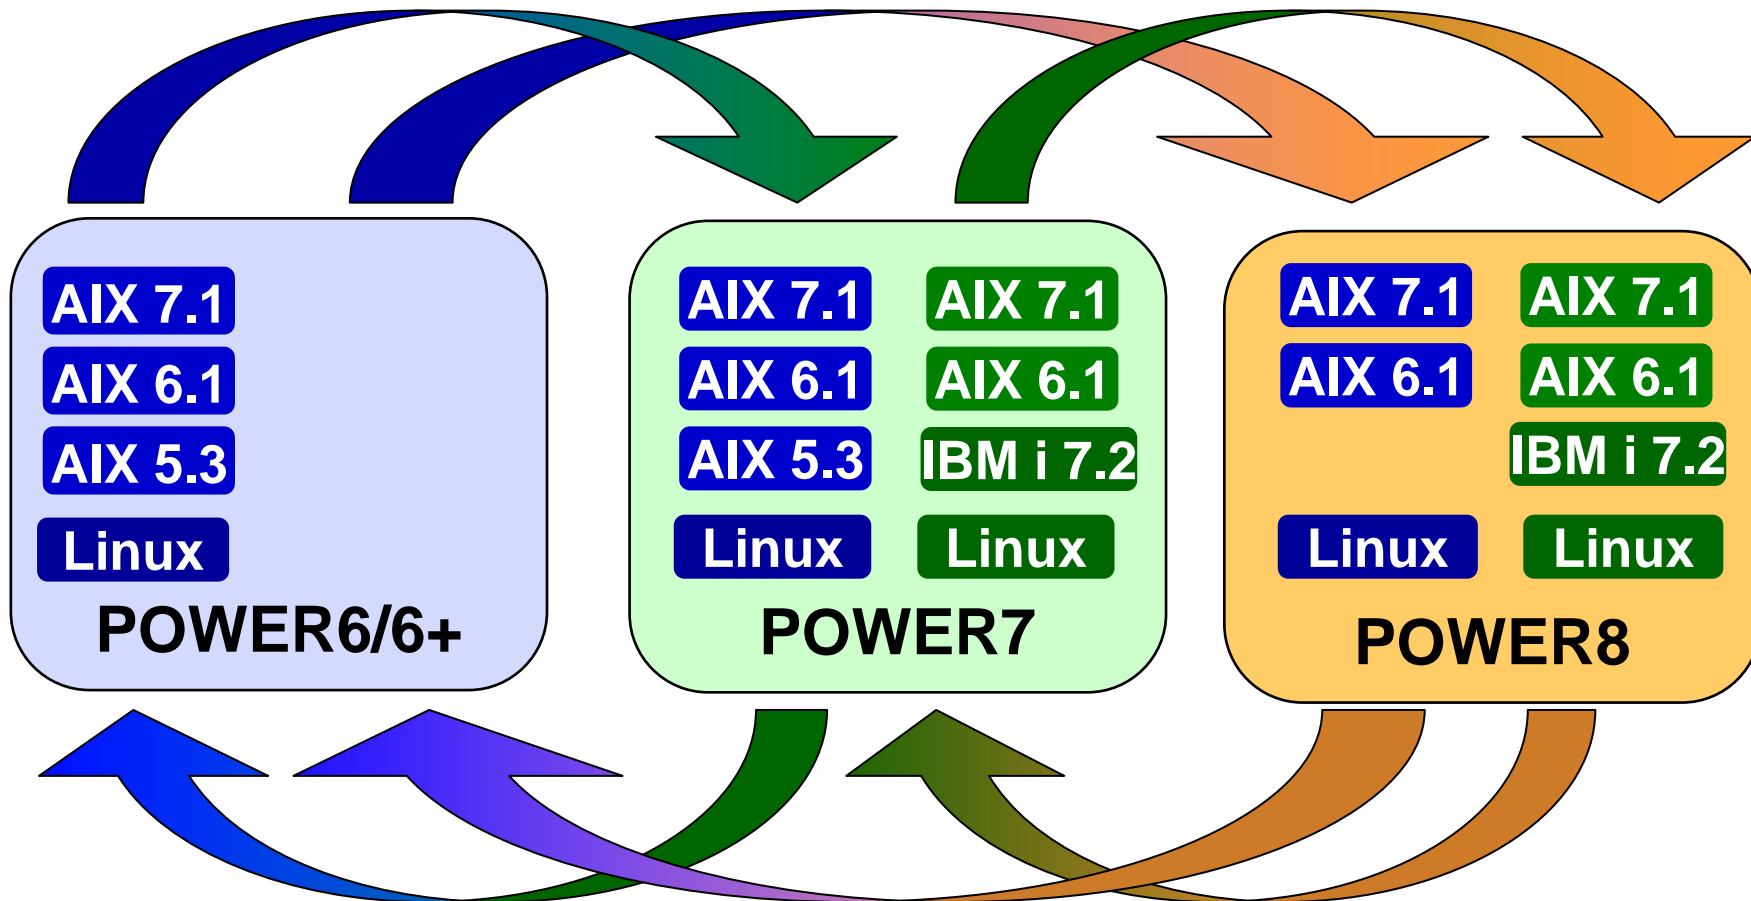 AIX 7.1
AIX 6.1
AIX 5.3
Linux
POWER6/6+
AIX 7.1
AIX 6.1
AIX 5.3
Linux
AIX 7.1
AIX 6.1
IBM i 7.2
Linux
POWER7
AIX 7.1
AIX 6.1
Linux
AIX 7.1
AIX 6.1
IBM i 7.2
Linux
POWER8